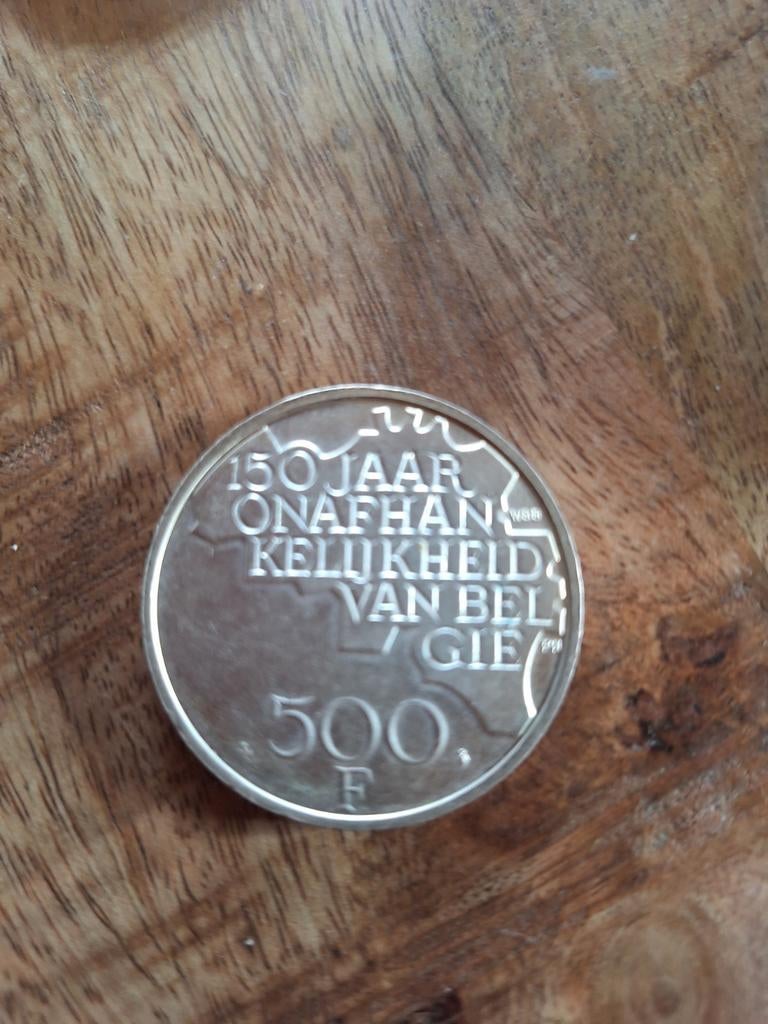 150 JAAR
ONAFHAN
KELIJKHEID
VAN BEL
GIE
500
F